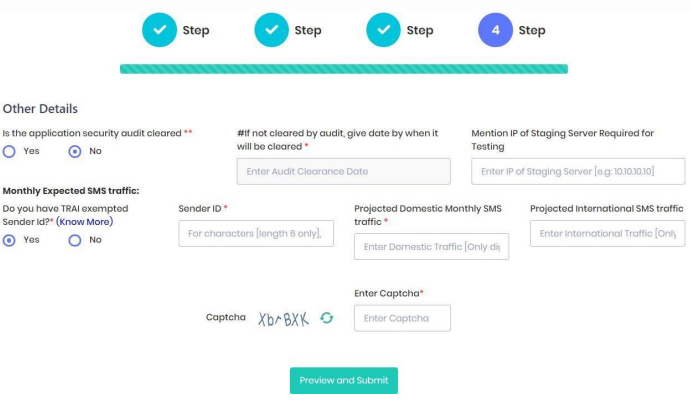 Step Step Step 4 Step
Other Details
Is the application security audit cleared **
Yes No
#If not cleared by audit, give date by when it
will be cleared *
Enter Audit Clearance Date
Mention IP of Staging Server Required for
Testing
Enter IP of Staging Server [e.g: 10.10.10.10]
Monthly Expected SMS traffic:
Do you have TRAI exempted
Sender Id?* (Know More)
Yes No
Sender ID *
For characters [length 6 only],
Projected Domestic Monthly SMS
traffic *
Enter Domestic Traffic [Only dig
Projected International SMS traffic
Enter International Traffic [Only
Captcha XbrBXK
Enter Captcha*
Enter Captcha
Preview and Submit